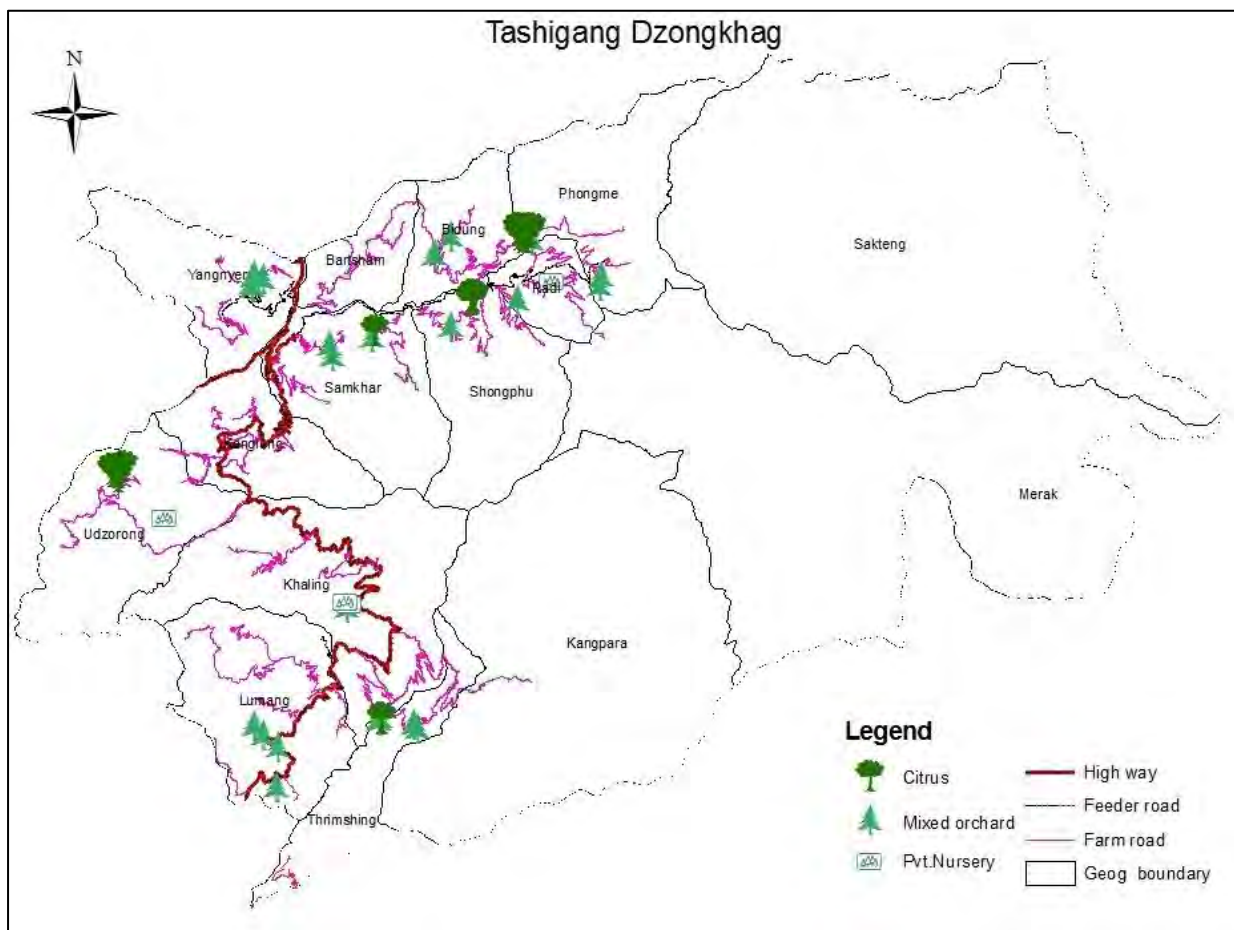 Tashigang Dzongkhag
N
Phongme
Bidung
Sakteng
Bartsham
Yangnyer
Radi
Samkhar
Shongphu
Kanglung
Merak
Udzorong
Khaling
Kangpara
Lumang
Thrimshing
Legend
Citrus
Mixed orchard
Pvt.Nursery
High way
Feeder road
Farm road
Geog boundary